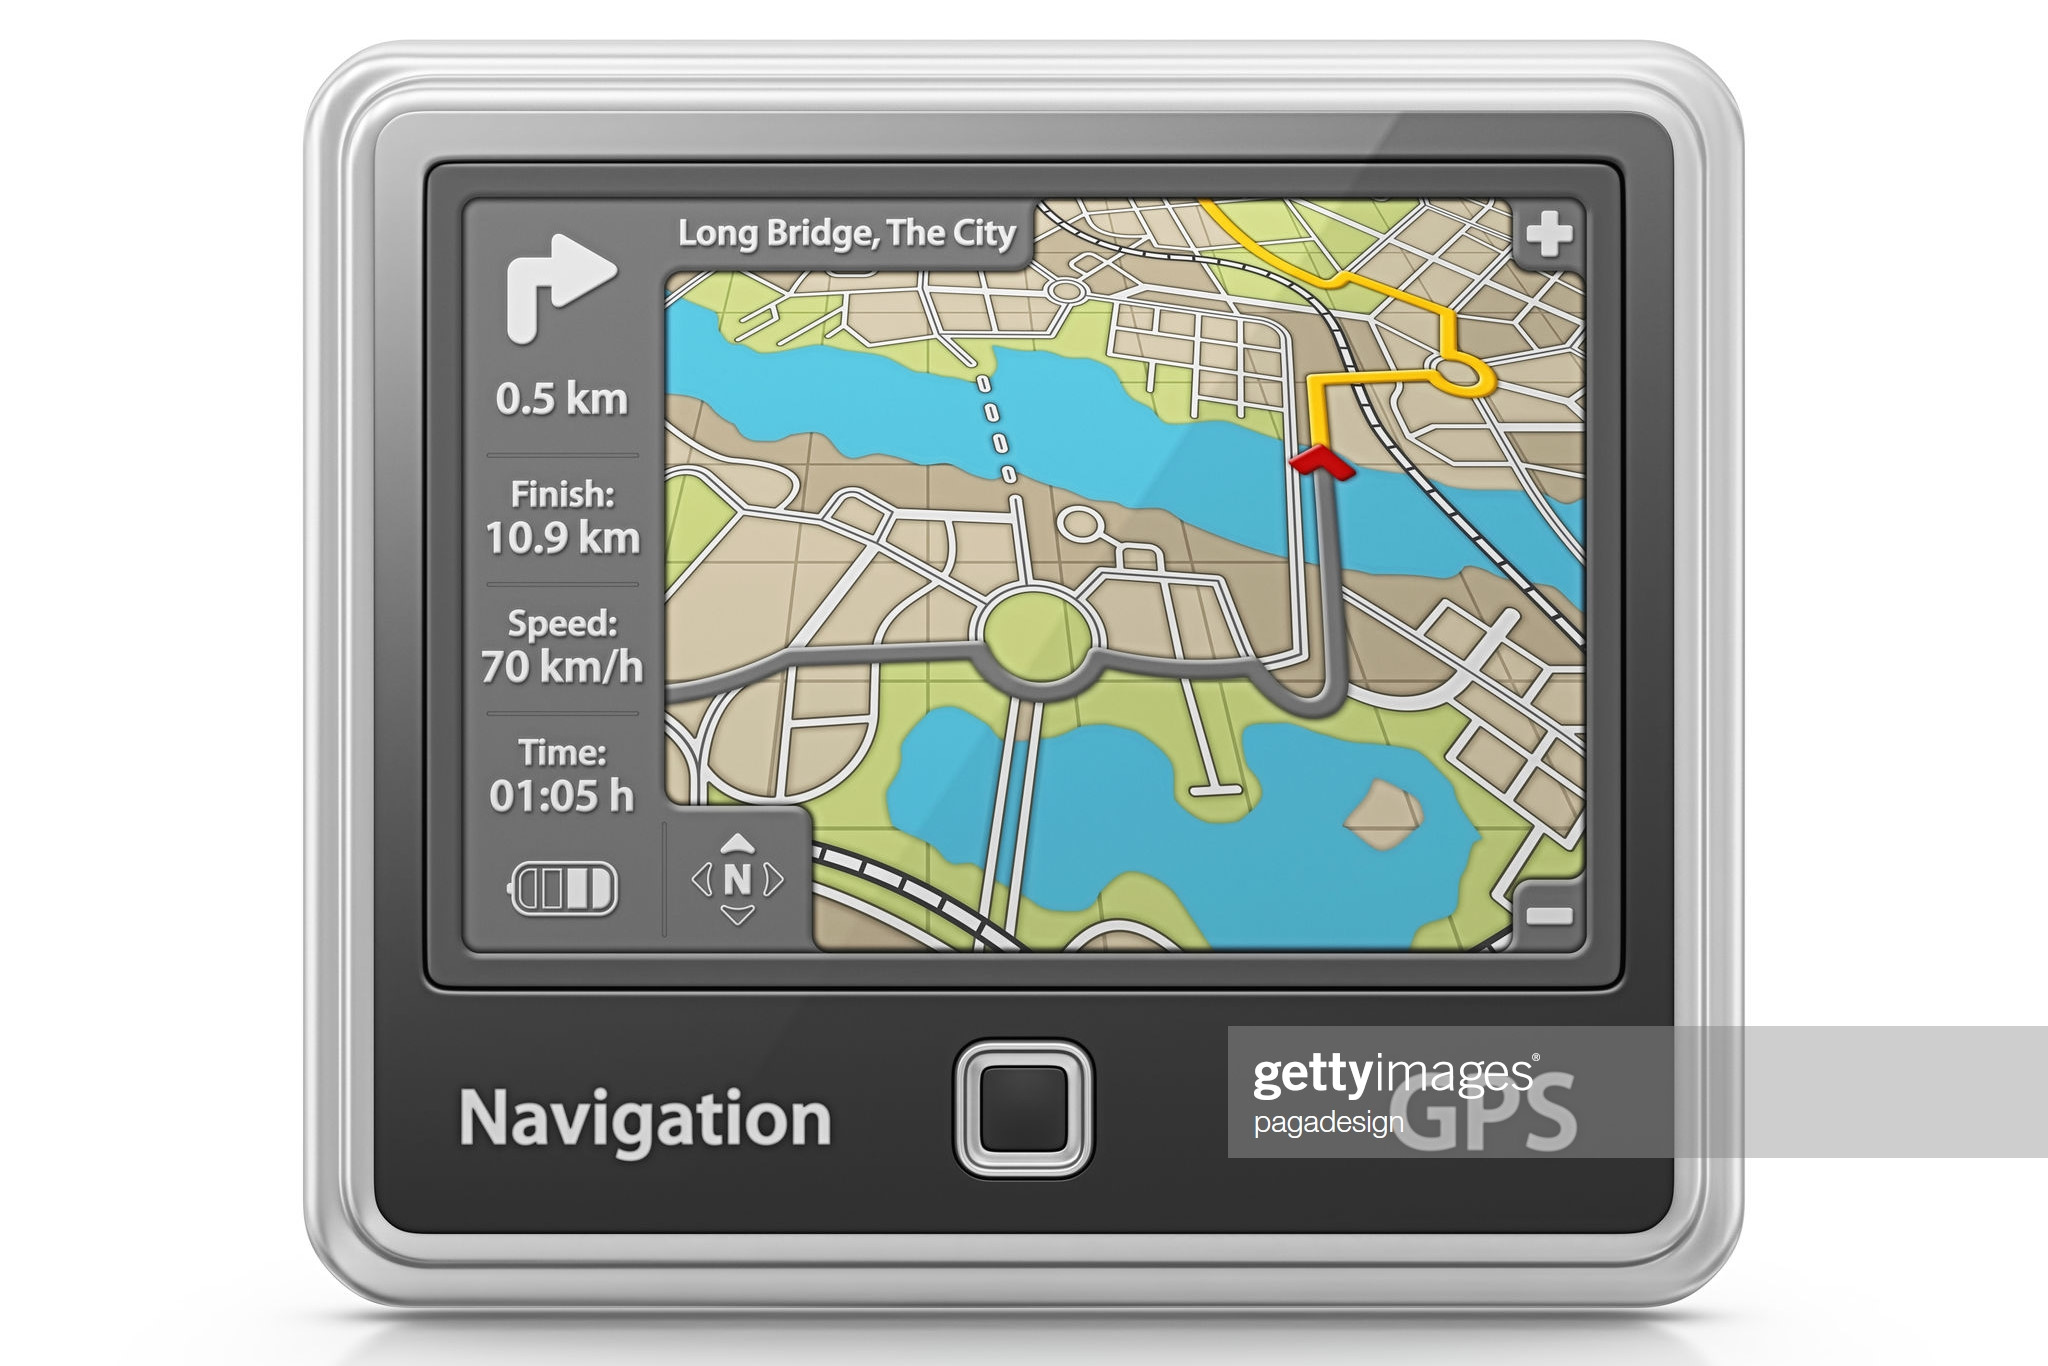 Long Bridge, The City
0.5 km
Finish:
10.9 km
Speed:
70 km/h
Time:
01:05 h
N
Navigation
GPS
gettyimages®
pagadesign